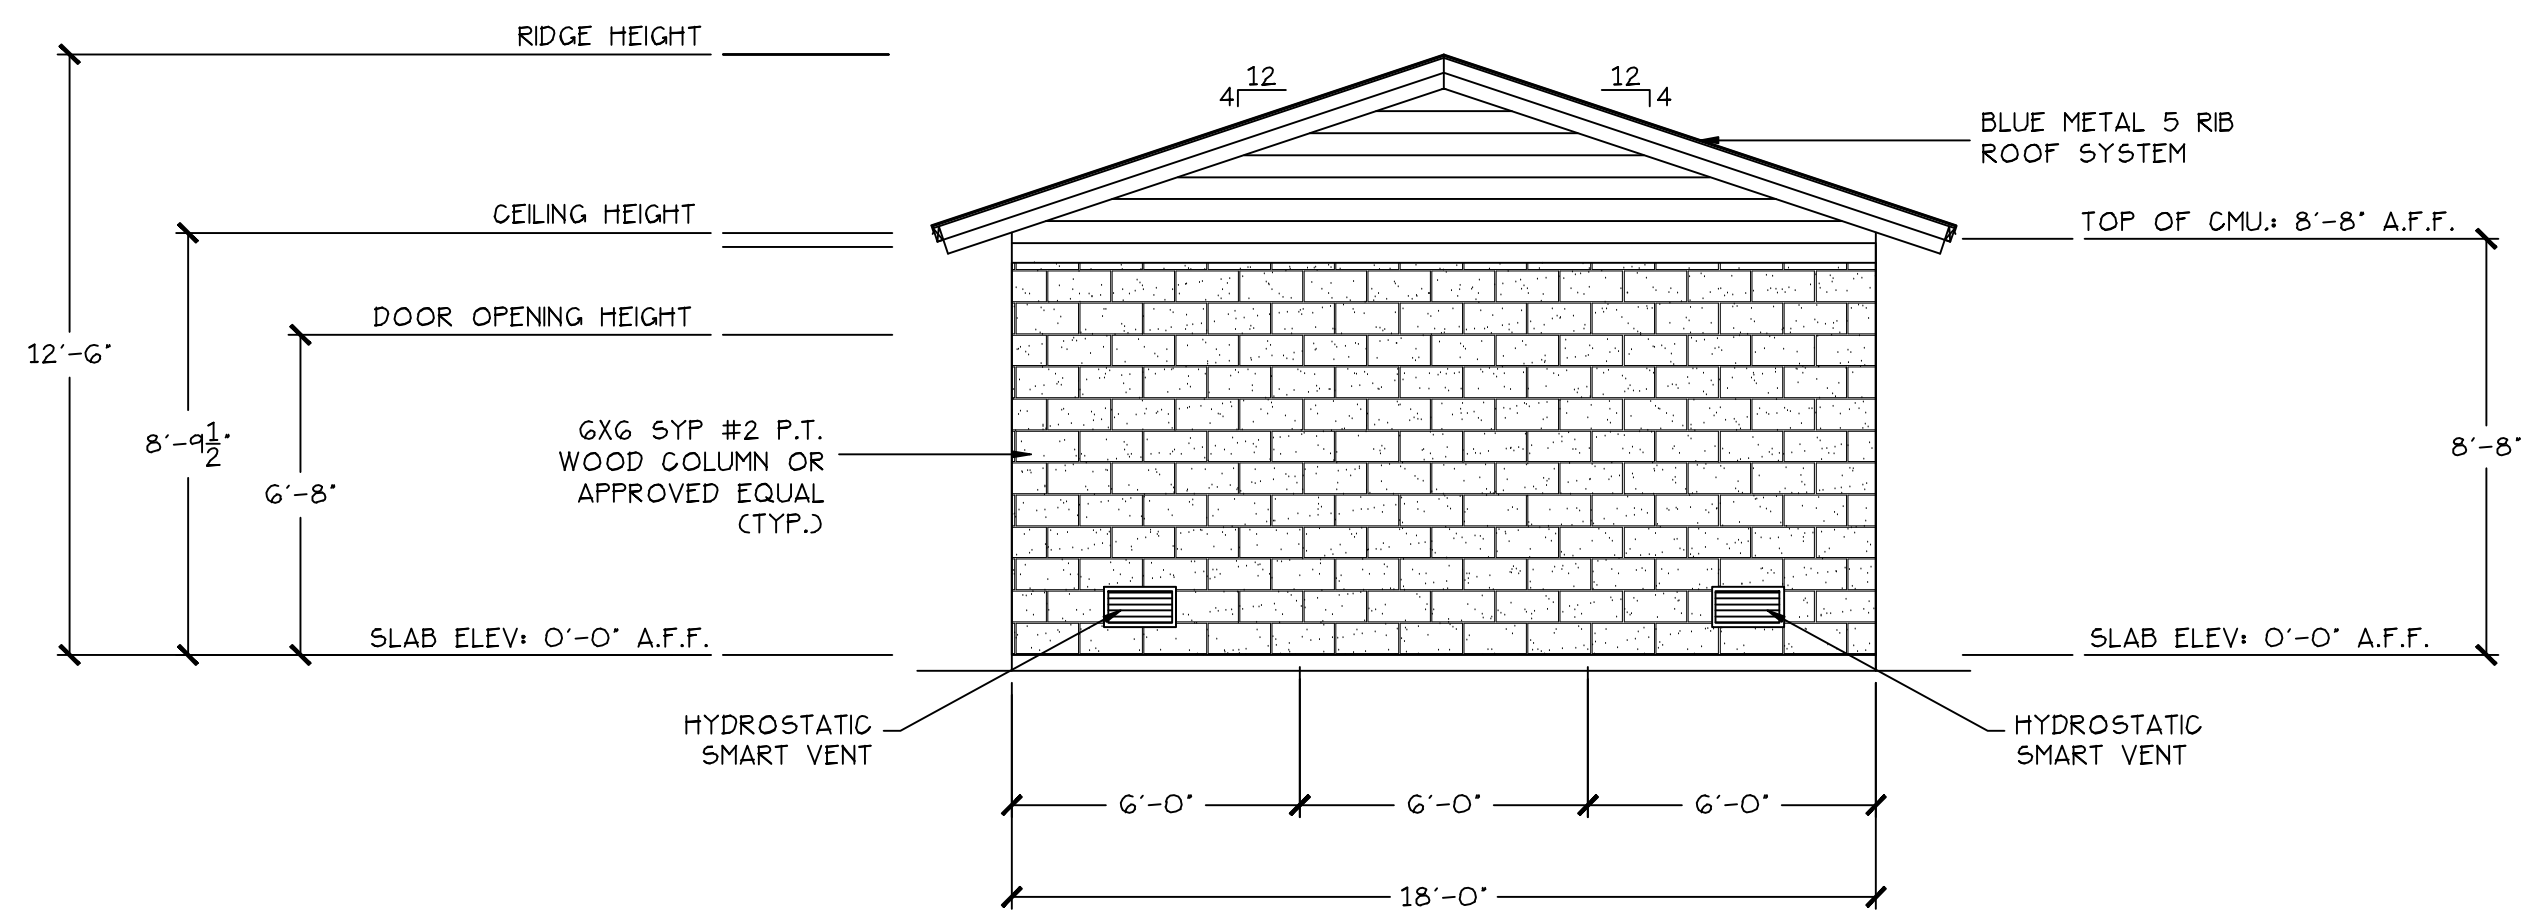 RIDGE HEIGHT
12
4
12
4
BLUE METAL 5 RIB
ROOF SYSTEM
CEILING HEIGHT
TOP OF CMU.: 8'-8" A.F.F.
DOOR OPENING HEIGHT
12'-6"
8'-9 1/2"
6'-8"
6X6 SYP #2 P.T.
WOOD COLUMN OR
APPROVED EQUAL
(TYP.)
8'-8"
SLAB ELEV: 0'-0" A.F.F.
SLAB ELEV: 0'-0" A.F.F.
HYDROSTATIC
SMART VENT
HYDROSTATIC
SMART VENT
6'-0"
6'-0"
6'-0"
18'-0"